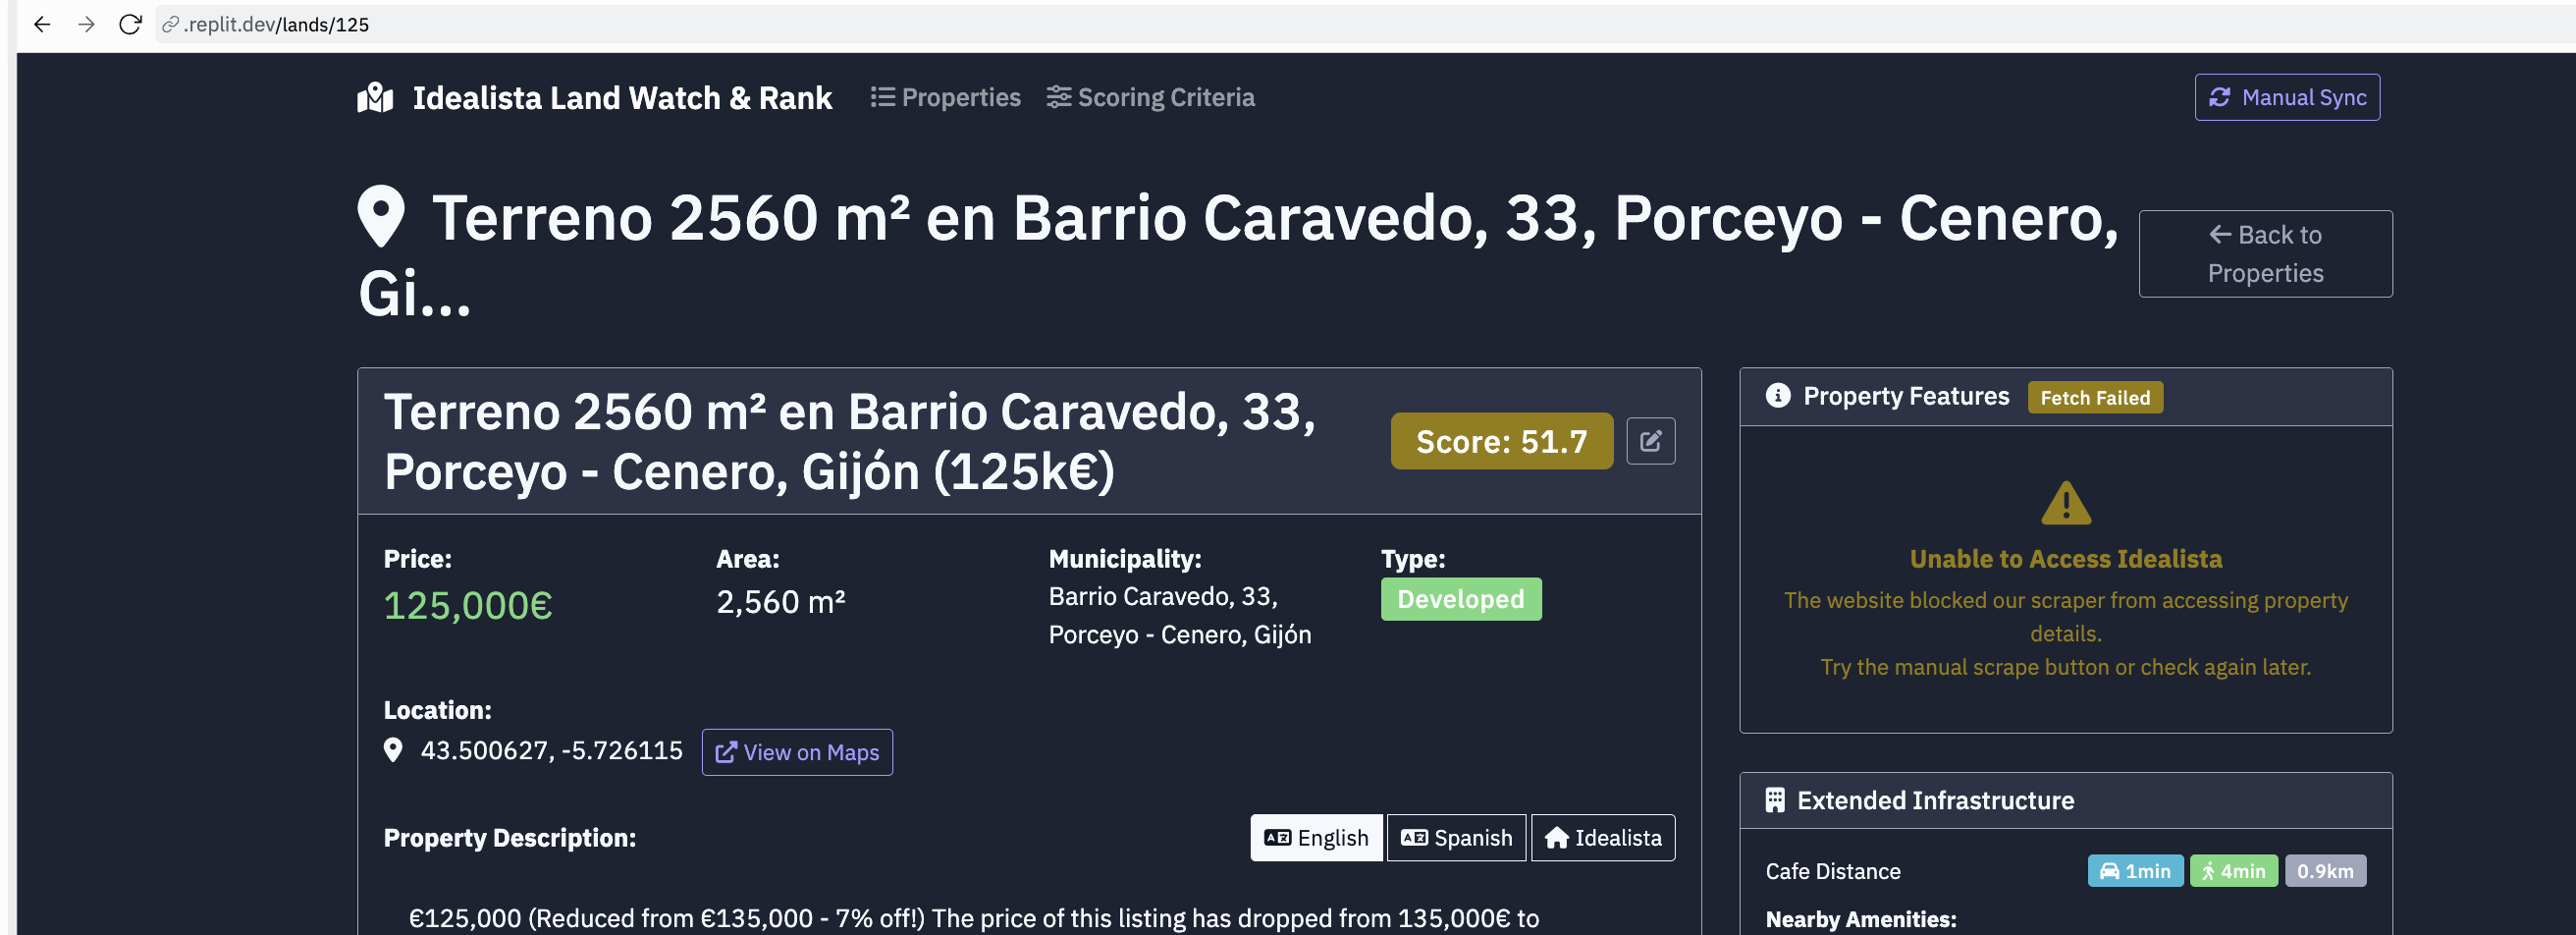 .replit.dev/lands/125
Idealista Land Watch & Rank
Properties
Scoring Criteria
Manual Sync
Terreno 2560 m² en Barrio Caravedo, 33, Porceyo - Cenero,
Gi...
Back to
Properties
Terreno 2560 m² en Barrio Caravedo, 33,
Porceyo - Cenero, Gijón (125k€)
Score: 51.7
Price:
125,000€
Area:
2,560 m²
Municipality:
Barrio Caravedo, 33,
Porceyo - Cenero, Gijón
Type:
Developed
Location:
43.500627, -5.726115
View on Maps
Property Description:
English
Spanish
Idealista
€125,000 (Reduced from €135,000 - 7% off!) The price of this listing has dropped from 135,000€ to
Property Features
Fetch Failed
Unable to Access Idealista
The website blocked our scraper from accessing property
details.
Try the manual scrape button or check again later.
Extended Infrastructure
Cafe Distance
1min
4min
0.9km
Nearby Amenities: